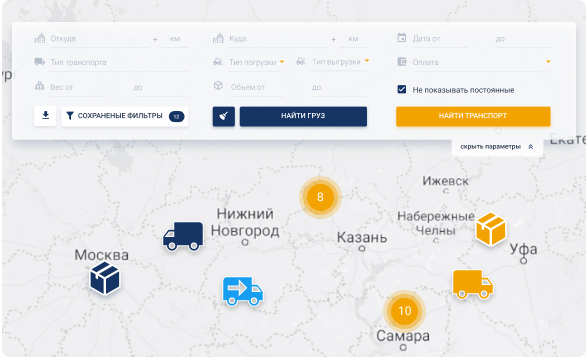 Откуда + км Куда + км Дата от до
Тип транспорта Тип погрузки Тип выгрузки Оплата
Вес от до Объем от до Не показывать постоянные
СОХРАНЕНЫЕ ФИЛЬТРЫ 12 НАЙТИ ГРУЗ НАЙТИ ТРАНСПОРТ
скрыть параметры
Ижевск
8
Нижний
Новгород
Набережные
Челны
Казань
Уфа
Москва
10
Самара